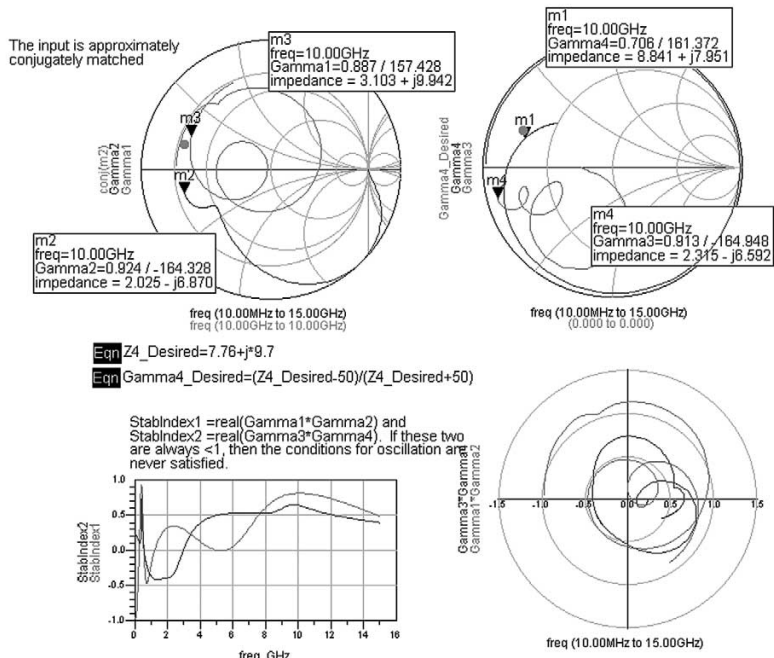 The input is approximately
conjugately matched
m3
freq=10.00GHz
Gamma1=0.887 / 157.428
impedance = 3.103 + j9.942
m3
m2
conj(m2)
Gamma2
Gamma1
m2
freq=10.00GHz
Gamma2=0.924 / -164.328
impedance = 2.025 - j6.870
freq (10.00MHz to 15.00GHz)
freq (10.00GHz to 10.00GHz)
m1
freq=10.00GHz
Gamma4=0.706 / 161.372
impedance = 8.841 + j7.951
m1
m4
Gamma4_Desired
Gamma4
Gamma3
m4
freq=10.00GHz
Gamma3=0.913 / -164.948
impedance = 2.315 - j6.592
freq (10.00MHz to 15.00GHz)
(0.000 to 0.000)
Eqn Z4_Desired=7.76+j*9.7
Eqn Gamma4_Desired=(Z4_Desired-50)/(Z4_Desired+50)
StabIndex1 =real(Gamma1*Gamma2) and
StabIndex2 =real(Gamma3*Gamma4). If these two
are always <1, then the conditions for oscillation are
never satisfied.
StabIndex2
StabIndex1
1.0
0.5
0.0
-0.5
-1.0
0 2 4 6 8 10 12 14 16
freq, GHz
Gamma3*Gamma4
Gamma1*Gamma2
-1.5 -1.0 -0.5 0.0 0.5 1.0 1.5
freq (10.00MHz to 15.00GHz)